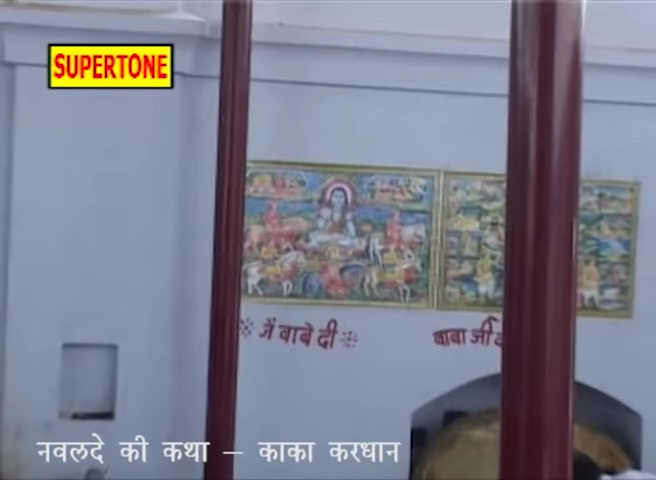 SUPERTONE
जै बाबे दी
बाबा जी
नवलदे की कथा – काका करधान